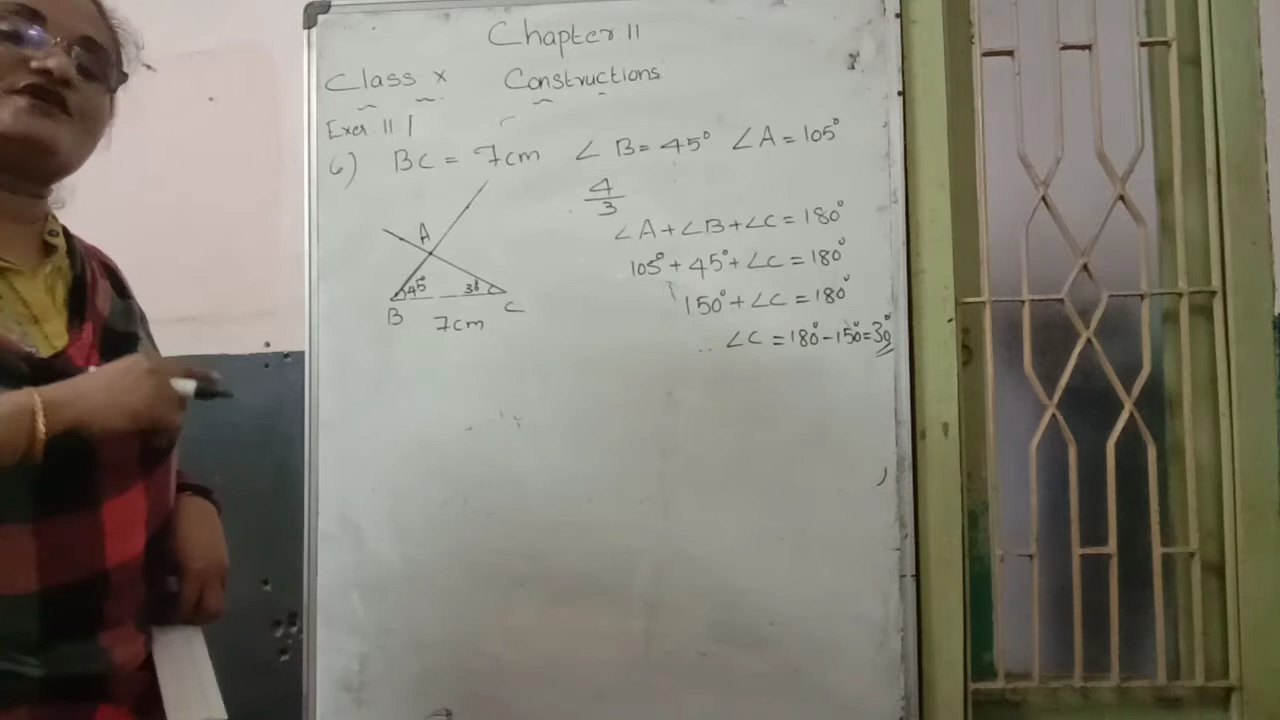 Chapter 11
Class X Constructions
Exer 11/
6) BC = 7cm ∠B = 45° ∠A = 105°
4/3
∠A + ∠B + ∠C = 180°
105° + 45° + ∠C = 180°
150° + ∠C = 180°
∠C = 180° - 150° = 30°
A
45° 30°
B C
7cm